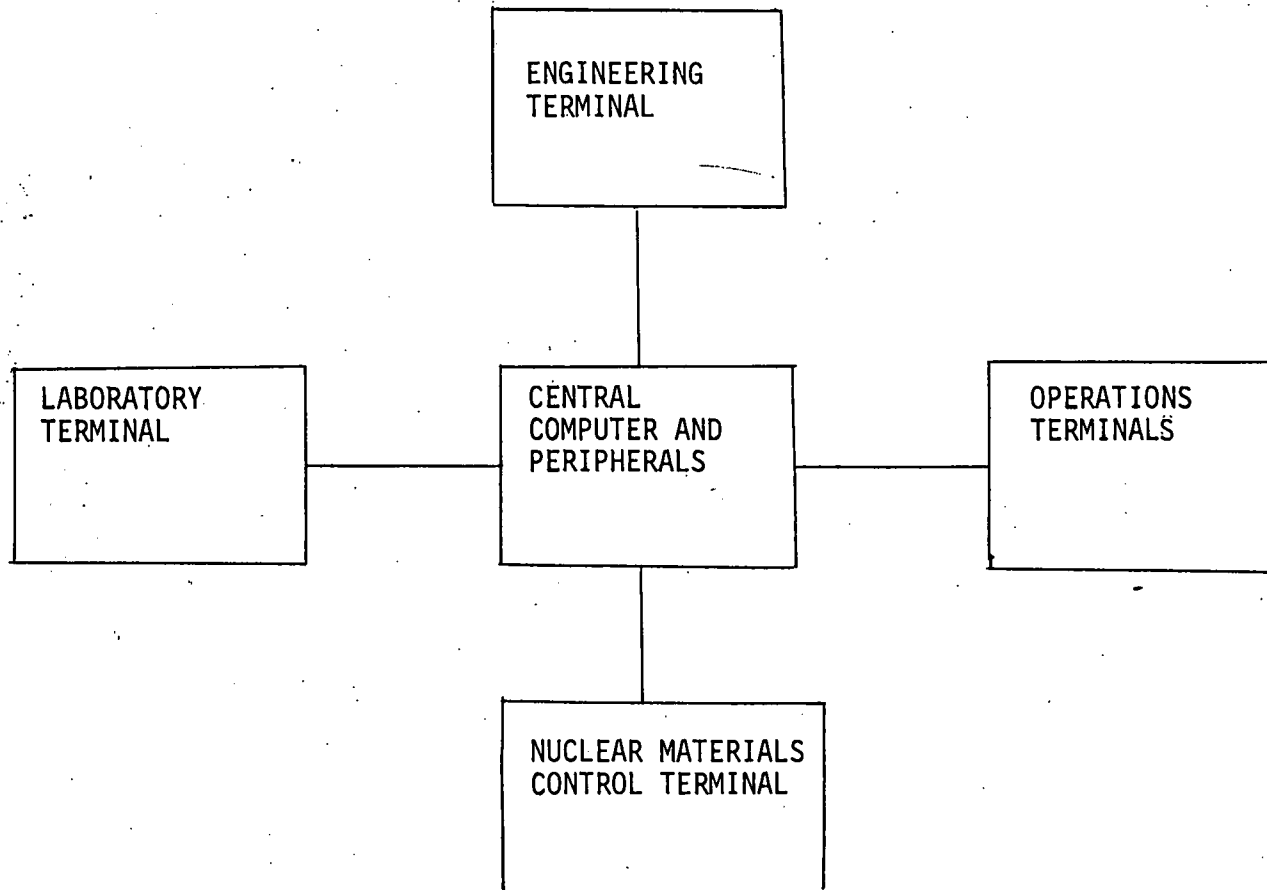 ENGINEERING
TERMINAL
LABORATORY
TERMINAL
CENTRAL
COMPUTER AND
PERIPHERALS
OPERATIONS
TERMINALS
NUCLEAR MATERIALS
CONTROL TERMINAL